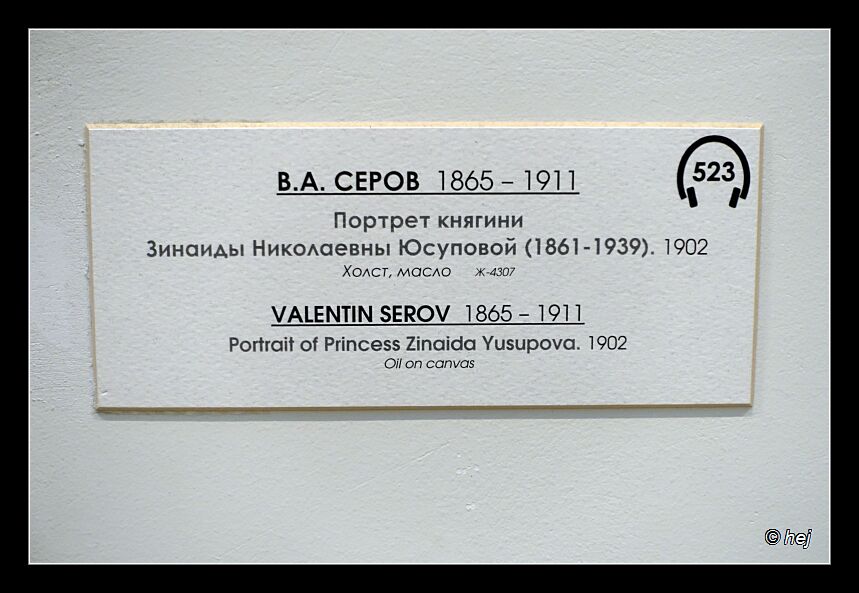 523
В.А. СЕРОВ 1865 – 1911
Портрет княгини
Зинаиды Николаевны Юсуповой (1861-1939). 1902
Холст, масло Ж-4307
VALENTIN SEROV 1865 – 1911
Portrait of Princess Zinaida Yusupova. 1902
Oil on canvas
© hej